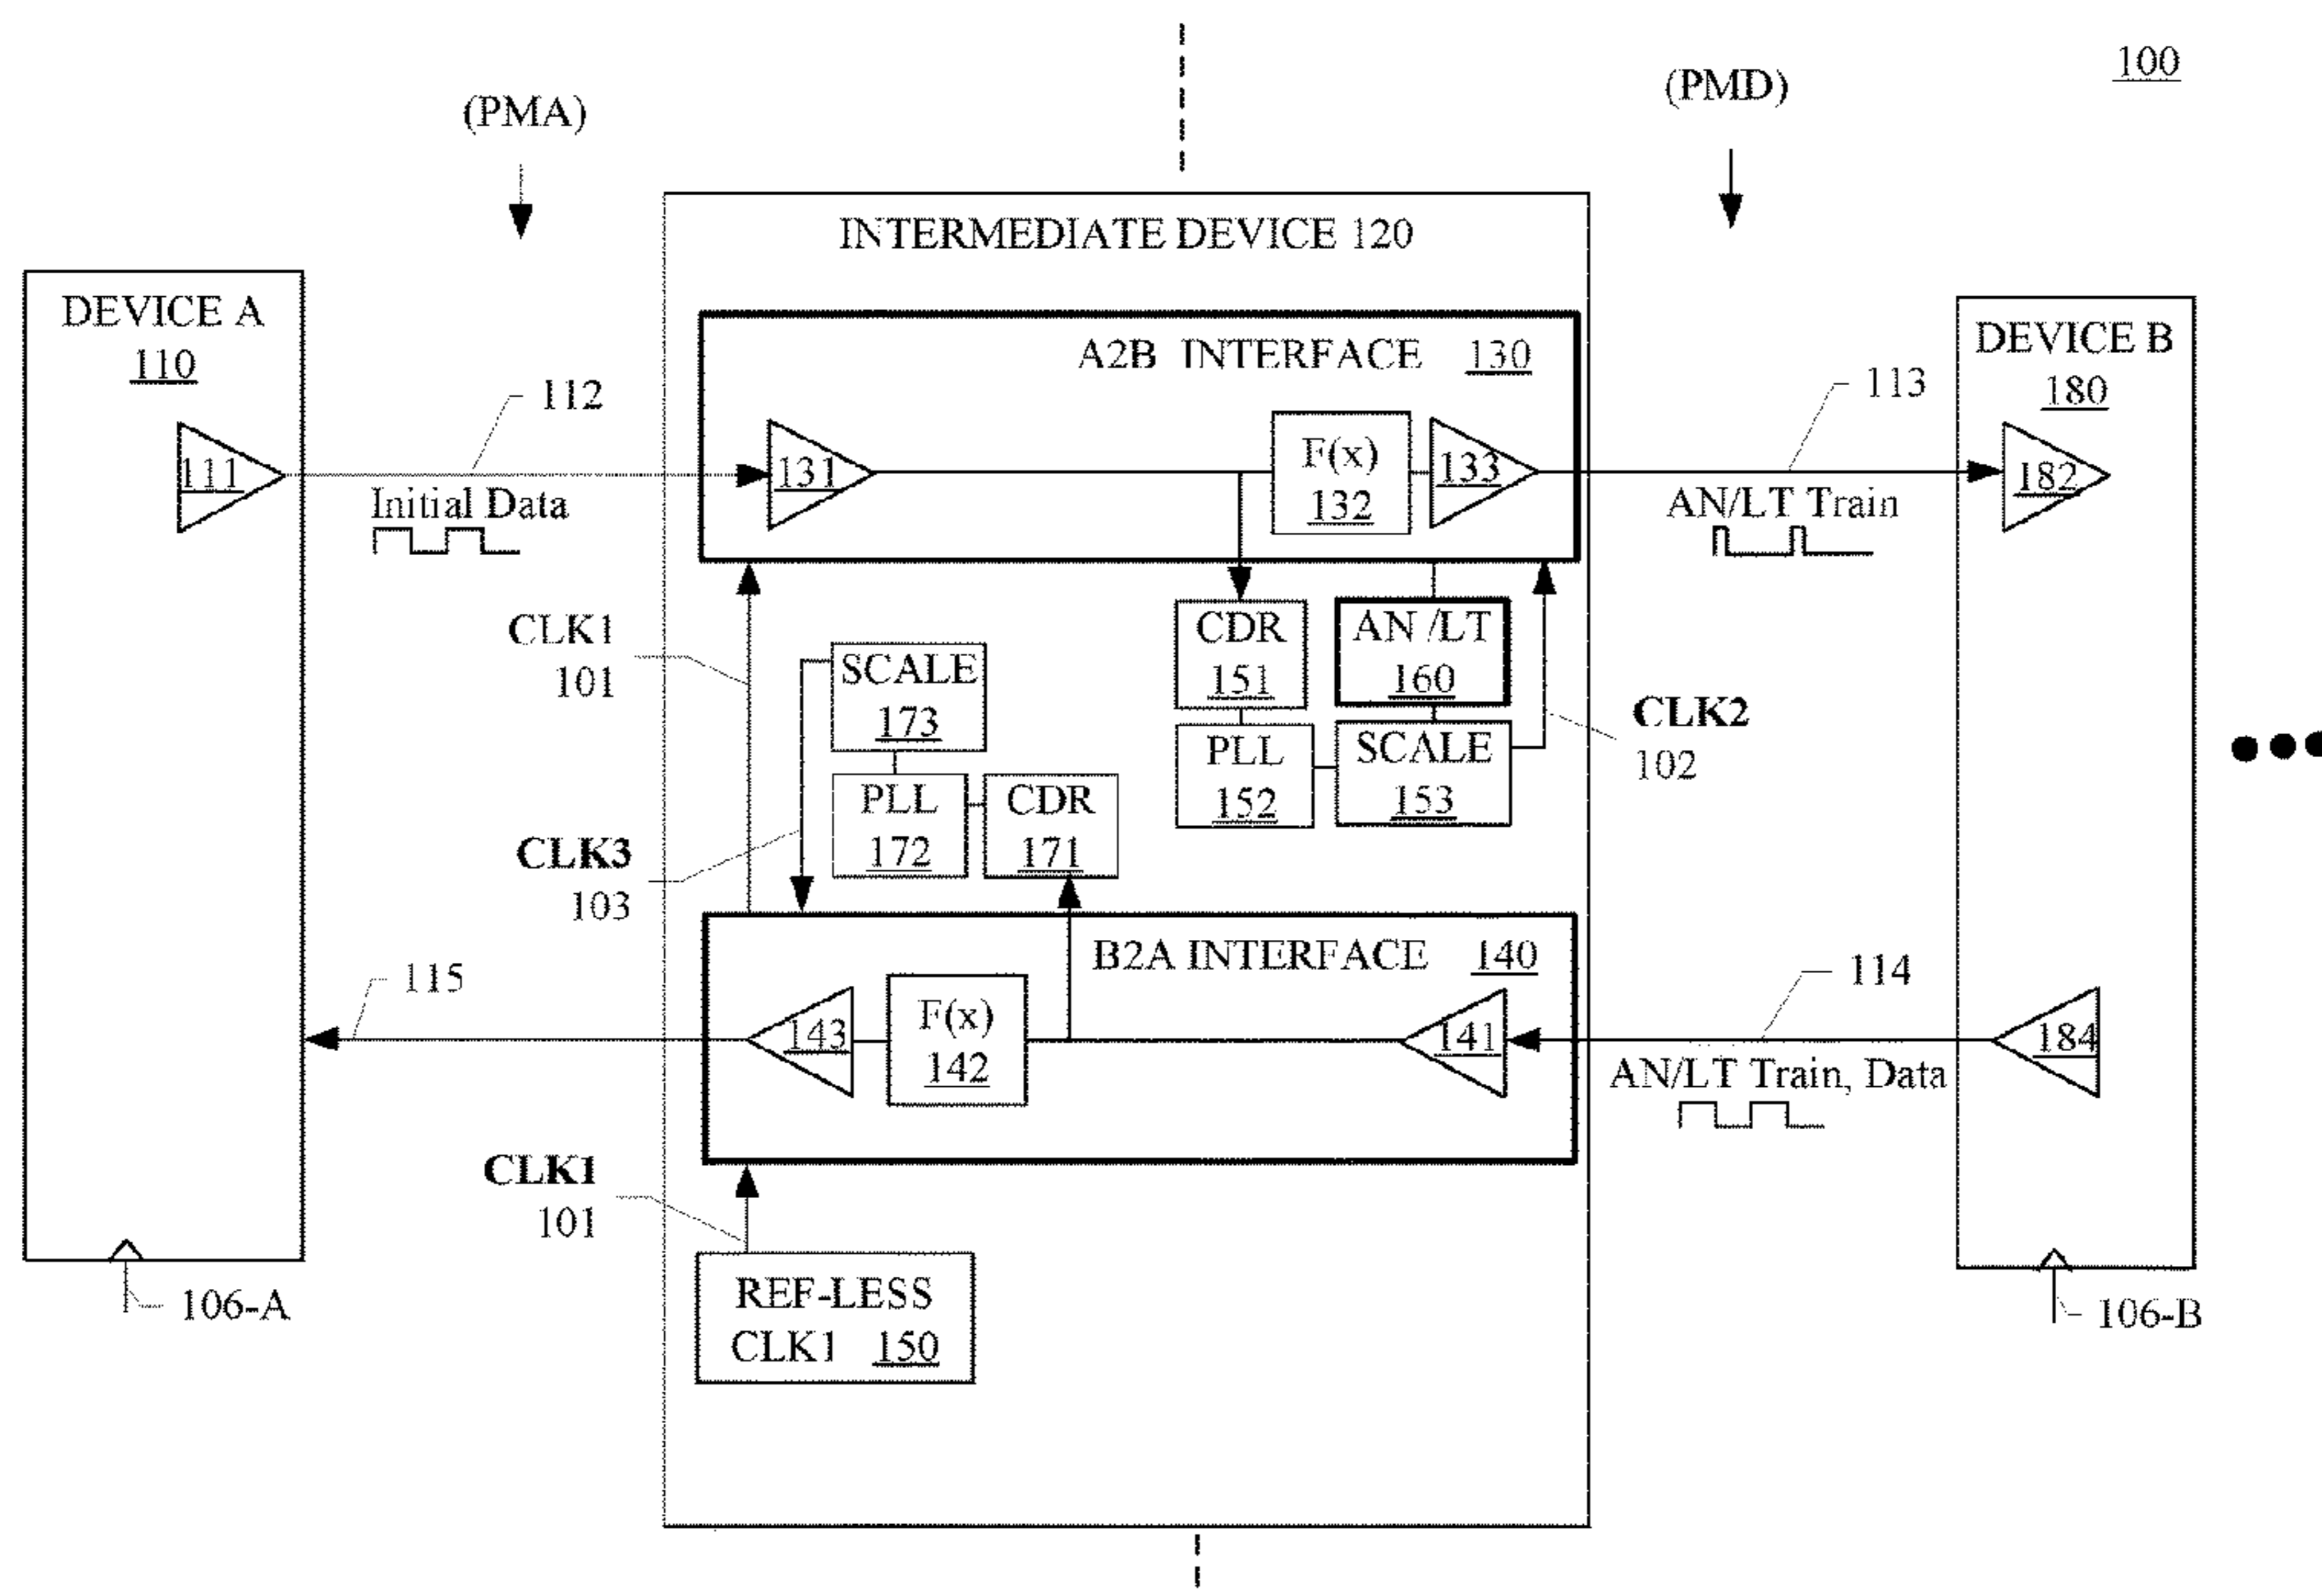 100
(PMA)
(PMD)
INTERMEDIATE DEVICE 120
DEVICE A
110
A2B INTERFACE 130
DEVICE B
180
112
113
111
131
F(x)
132
133
182
Initial Data
AN/LT Train
CLK1
101
CDR
151
AN /LT
160
SCALE
173
CLK2
102
PLL
152
SCALE
153
PLL
172
CDR
171
CLK3
103
B2A INTERFACE 140
115
114
143
F(x)
142
141
184
AN/LT Train, Data
CLK1
101
REF-LESS
CLK1 150
106-A
106-B